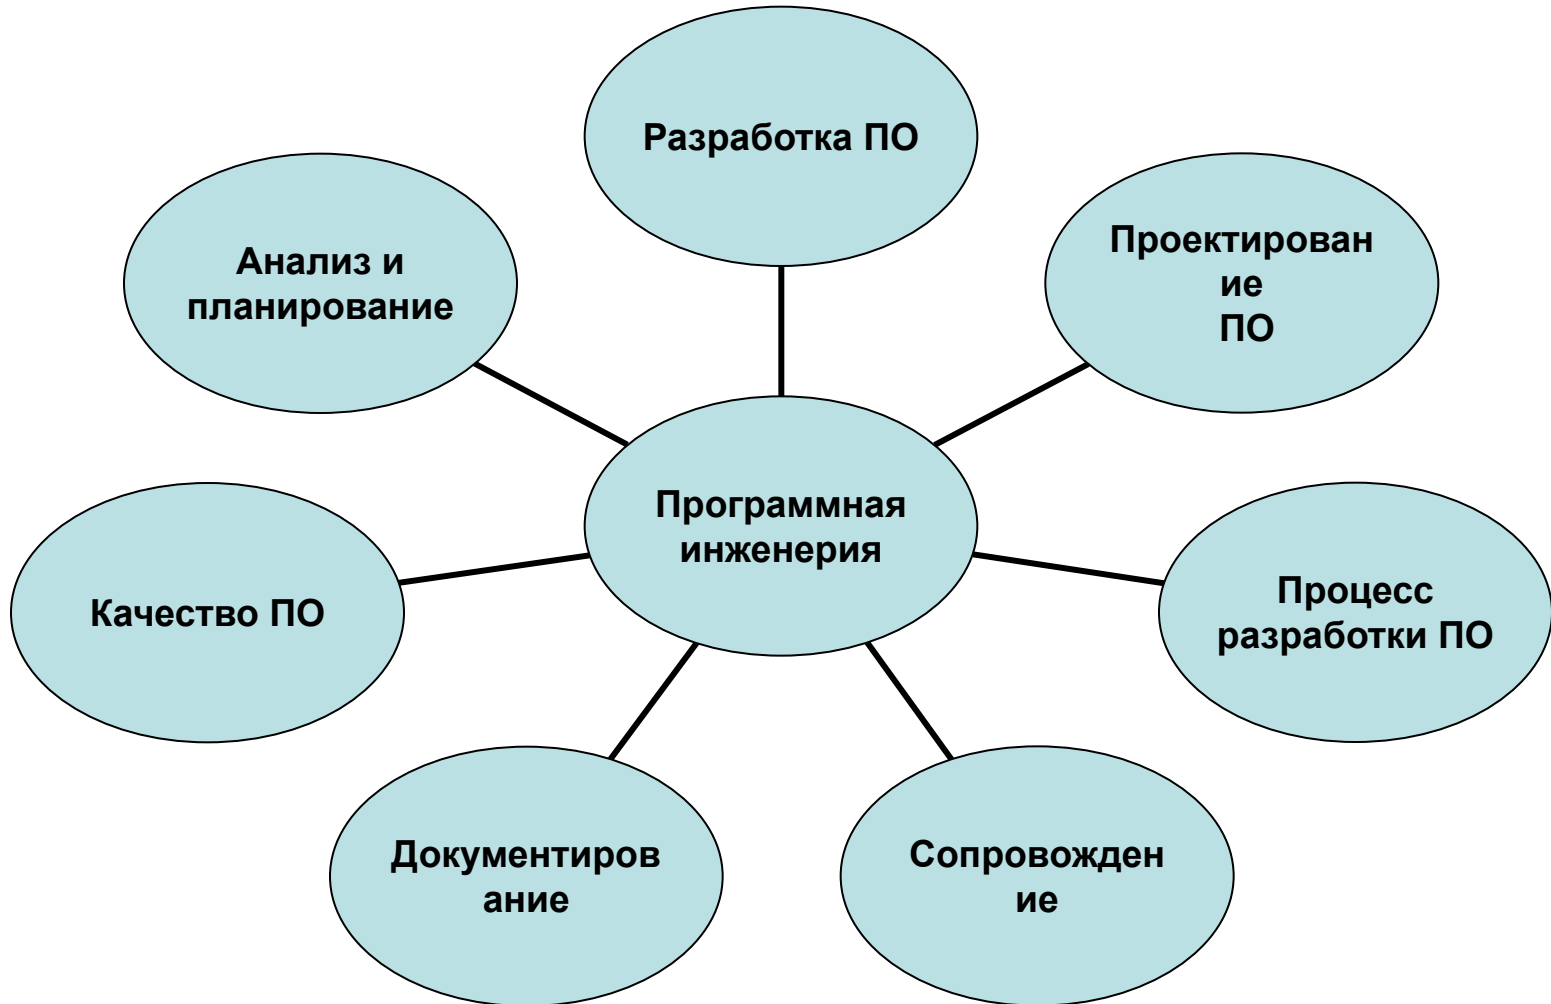 Разработка ПО
Анализ и
планирование
Проектирован
ие
ПО
Программная
инженерия
Качество ПО
Процесс
разработки ПО
Документиров
ание
Сопровожден
ие